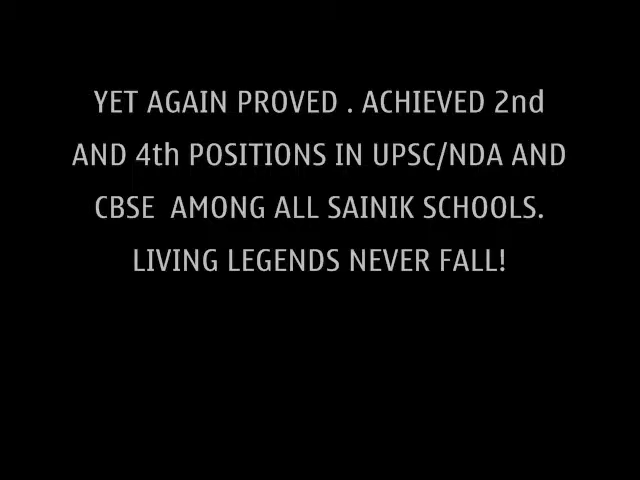 YET AGAIN PROVED . ACHIEVED 2nd
AND 4th POSITIONS IN UPSC/NDA AND
CBSE  AMONG ALL SAINIK SCHOOLS.
LIVING LEGENDS NEVER FALL!